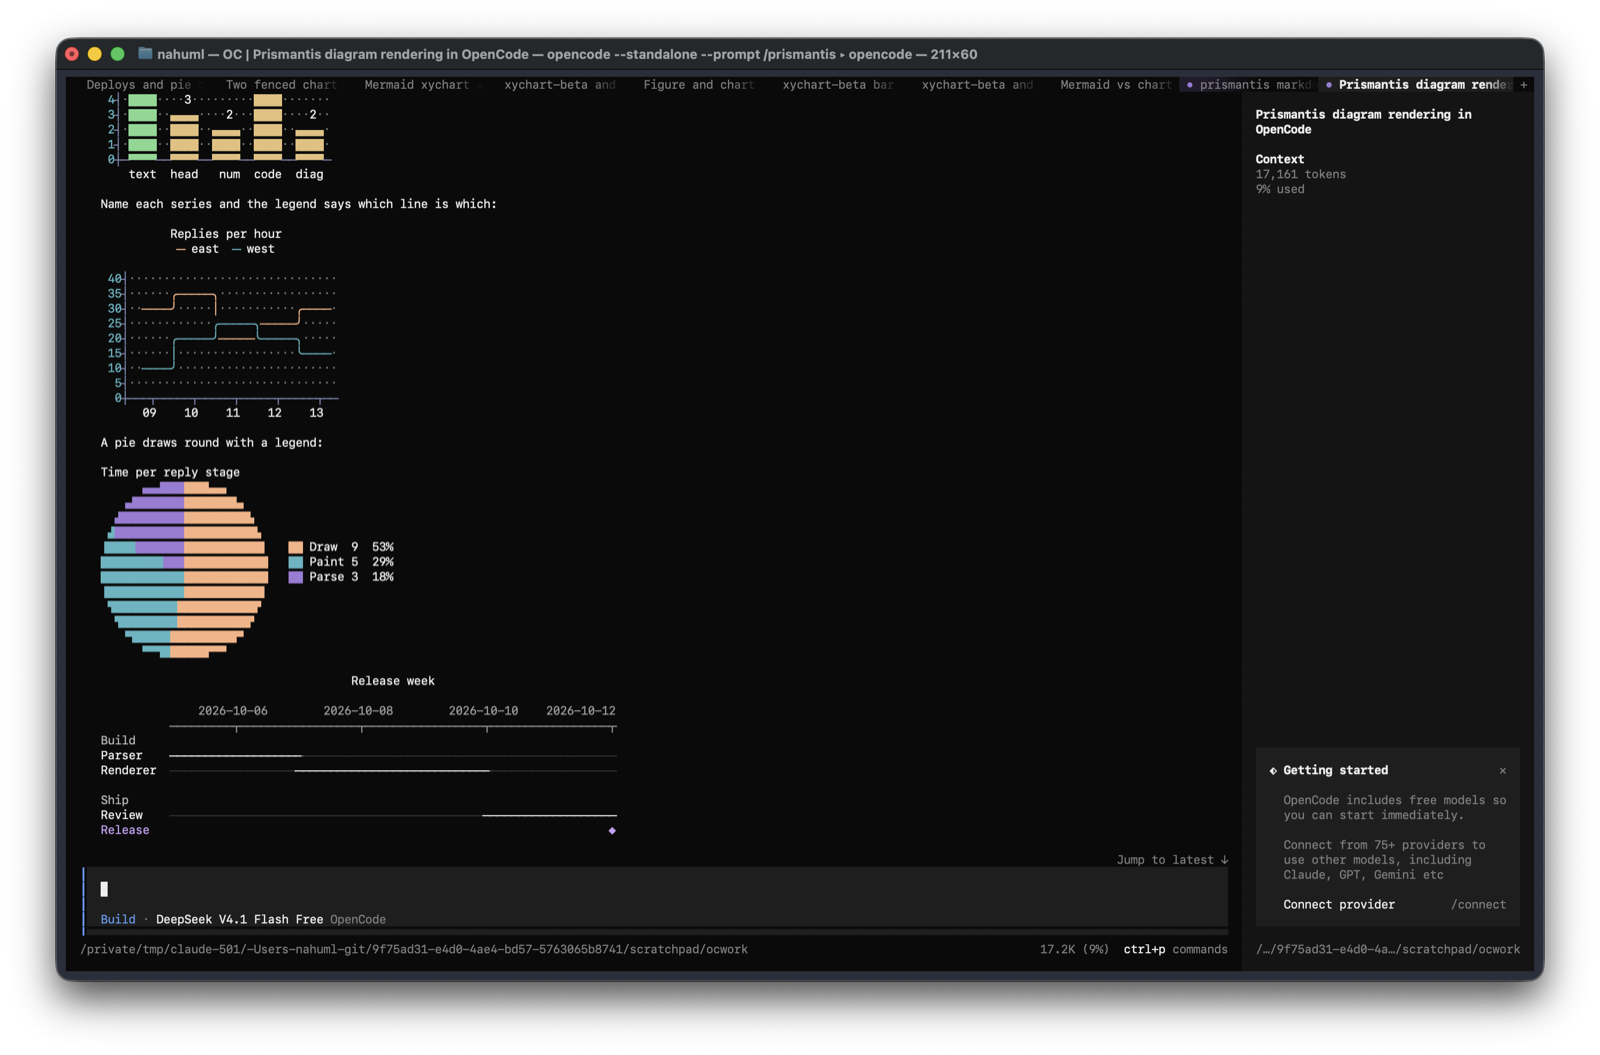 nahuml — OC | Prismantis diagram rendering in OpenCode — opencode --standalone --prompt /prismantis ▸ opencode — 211×60
Deploys and pie Two fenced chart Mermaid xychart xychart-beta and Figure and chart xychart-beta bar xychart-beta and Mermaid vs chart prismantis markd Prismantis diagram rende +
4
3
2
1
0
3
2
2
text head num code diag
Name each series and the legend says which line is which:
Replies per hour
east west
40
35
30
25
20
15
10
5
0
09 10 11 12 13
A pie draws round with a legend:
Time per reply stage
Draw 9 53%
Paint 5 29%
Parse 3 18%
Release week
2026-10-06 2026-10-08 2026-10-10 2026-10-12
Build
Parser
Renderer
Ship
Review
Release
Jump to latest ↓
Build · DeepSeek V4.1 Flash Free OpenCode
/private/tmp/claude-501/-Users-nahuml-git/9f75ad31-e4d0-4ae4-bd57-5763065b8741/scratchpad/ocwork
17.2K (9%) ctrl+p commands
Prismantis diagram rendering in
OpenCode
Context
17,161 tokens
9% used
Getting started ×
OpenCode includes free models so
you can start immediately.
Connect from 75+ providers to
use other models, including
Claude, GPT, Gemini etc
Connect provider /connect
/…/9f75ad31-e4d0-4a…/scratchpad/ocwork